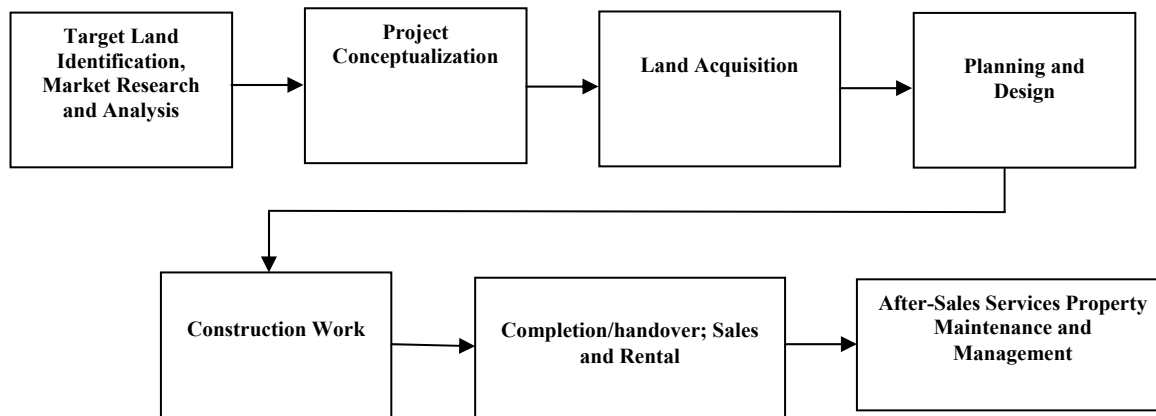 Target Land
Identification,
Market Research
and Analysis
Project
Conceptualization
Land Acquisition
Planning and
Design
Construction Work
Completion/handover; Sales
and Rental
After-Sales Services Property
Maintenance and
Management